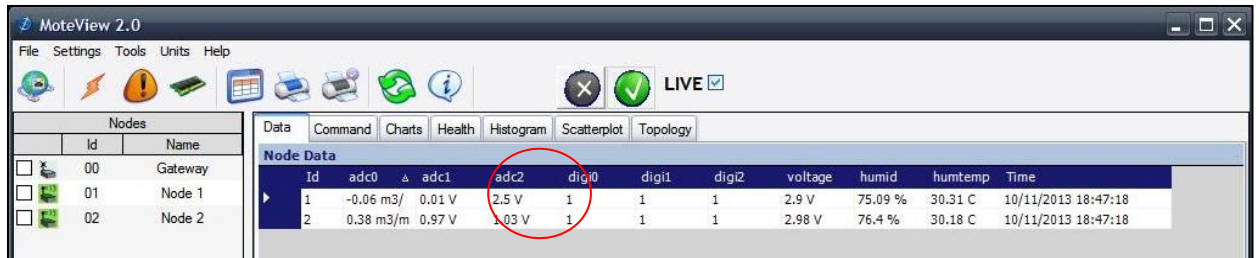 MoteView 2.0
File Settings Tools Units Help
LIVE
Nodes
Id Name
00 Gateway
01 Node 1
02 Node 2
Data Command Charts Health Histogram Scatterplot Topology
Node Data
Id adc0 adc1 adc2 digi0 digi1 digi2 voltage humid humtemp Time
1 -0.06 m3/ 0.01 V 2.5 V 1 1 1 2.9 V 75.09 % 30.31 C 10/11/2013 18:47:18
2 0.38 m3/m 0.97 V 1.03 V 1 1 1 2.98 V 76.4 % 30.18 C 10/11/2013 18:47:18